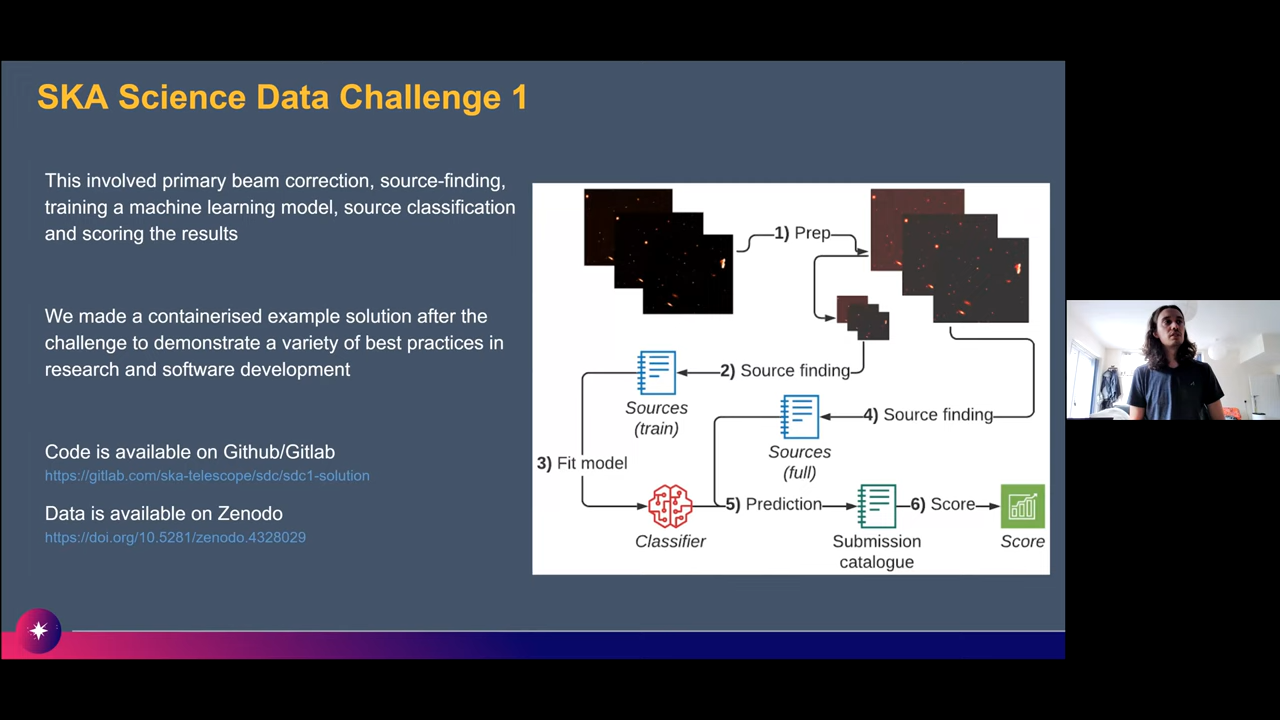 SKA Science Data Challenge 1
This involved primary beam correction, source-finding,
training a machine learning model, source classification
and scoring the results
We made a containerised example solution after the
challenge to demonstrate a variety of best practices in
research and software development
Code is available on Github/Gitlab
https://gitlab.com/ska-telescope/sdc/sdc1-solution
Data is available on Zenodo
https://doi.org/10.5281/zenodo.4328029
1) Prep
2) Source finding
Sources
(train)
4) Source finding
Sources
(full)
3) Fit model
5) Prediction
6) Score
Classifier
Submission
catalogue
Score